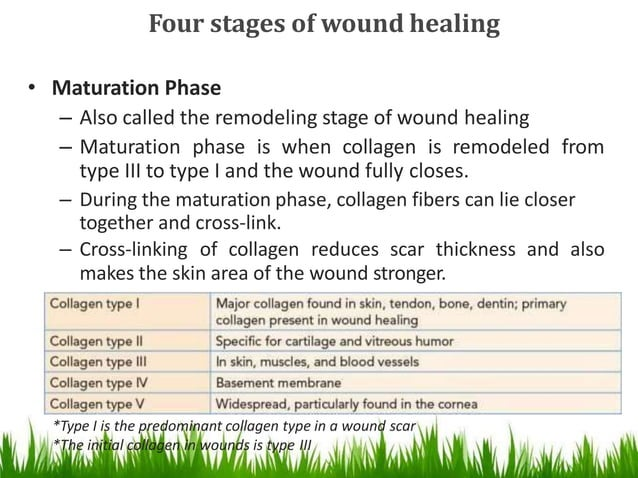 Four stages of wound healing
• Maturation Phase
– Also called the remodeling stage of wound healing
– Maturation phase is when collagen is remodeled from
type III to type I and the wound fully closes.
– During the maturation phase, collagen fibers can lie closer
together and cross-link.
– Cross-linking of collagen reduces scar thickness and also
makes the skin area of the wound stronger.
Collagen type I Major collagen found in skin, tendon, bone, dentin; primary
collagen present in wound healing
Collagen type II Specific for cartilage and vitreous humor
Collagen type III In skin, muscles, and blood vessels
Collagen type IV Basement membrane
Collagen type V Widespread, particularly found in the cornea
*Type I is the predominant collagen type in a wound scar
*The initial collagen in wounds is type III